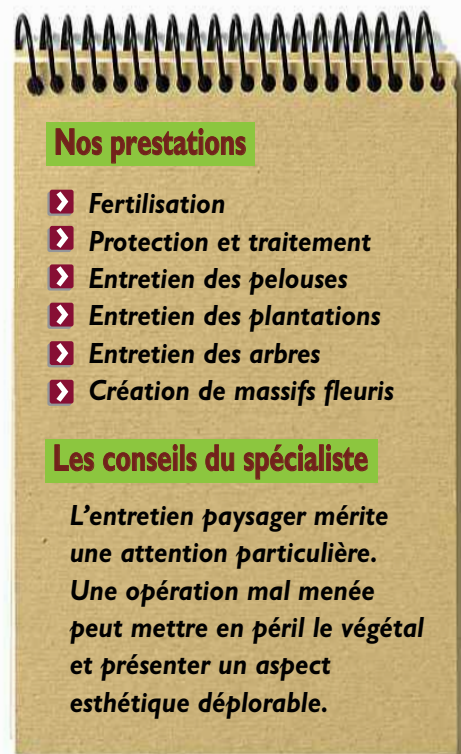 Nos prestations
Fertilisation
Protection et traitement
Entretien des pelouses
Entretien des plantations
Entretien des arbres
Création de massifs fleuris
Les conseils du spécialiste
L'entretien paysager mérite
une attention particulière.
Une opération mal menée
peut mettre en péril le végétal
et présenter un aspect
esthétique déplorable.